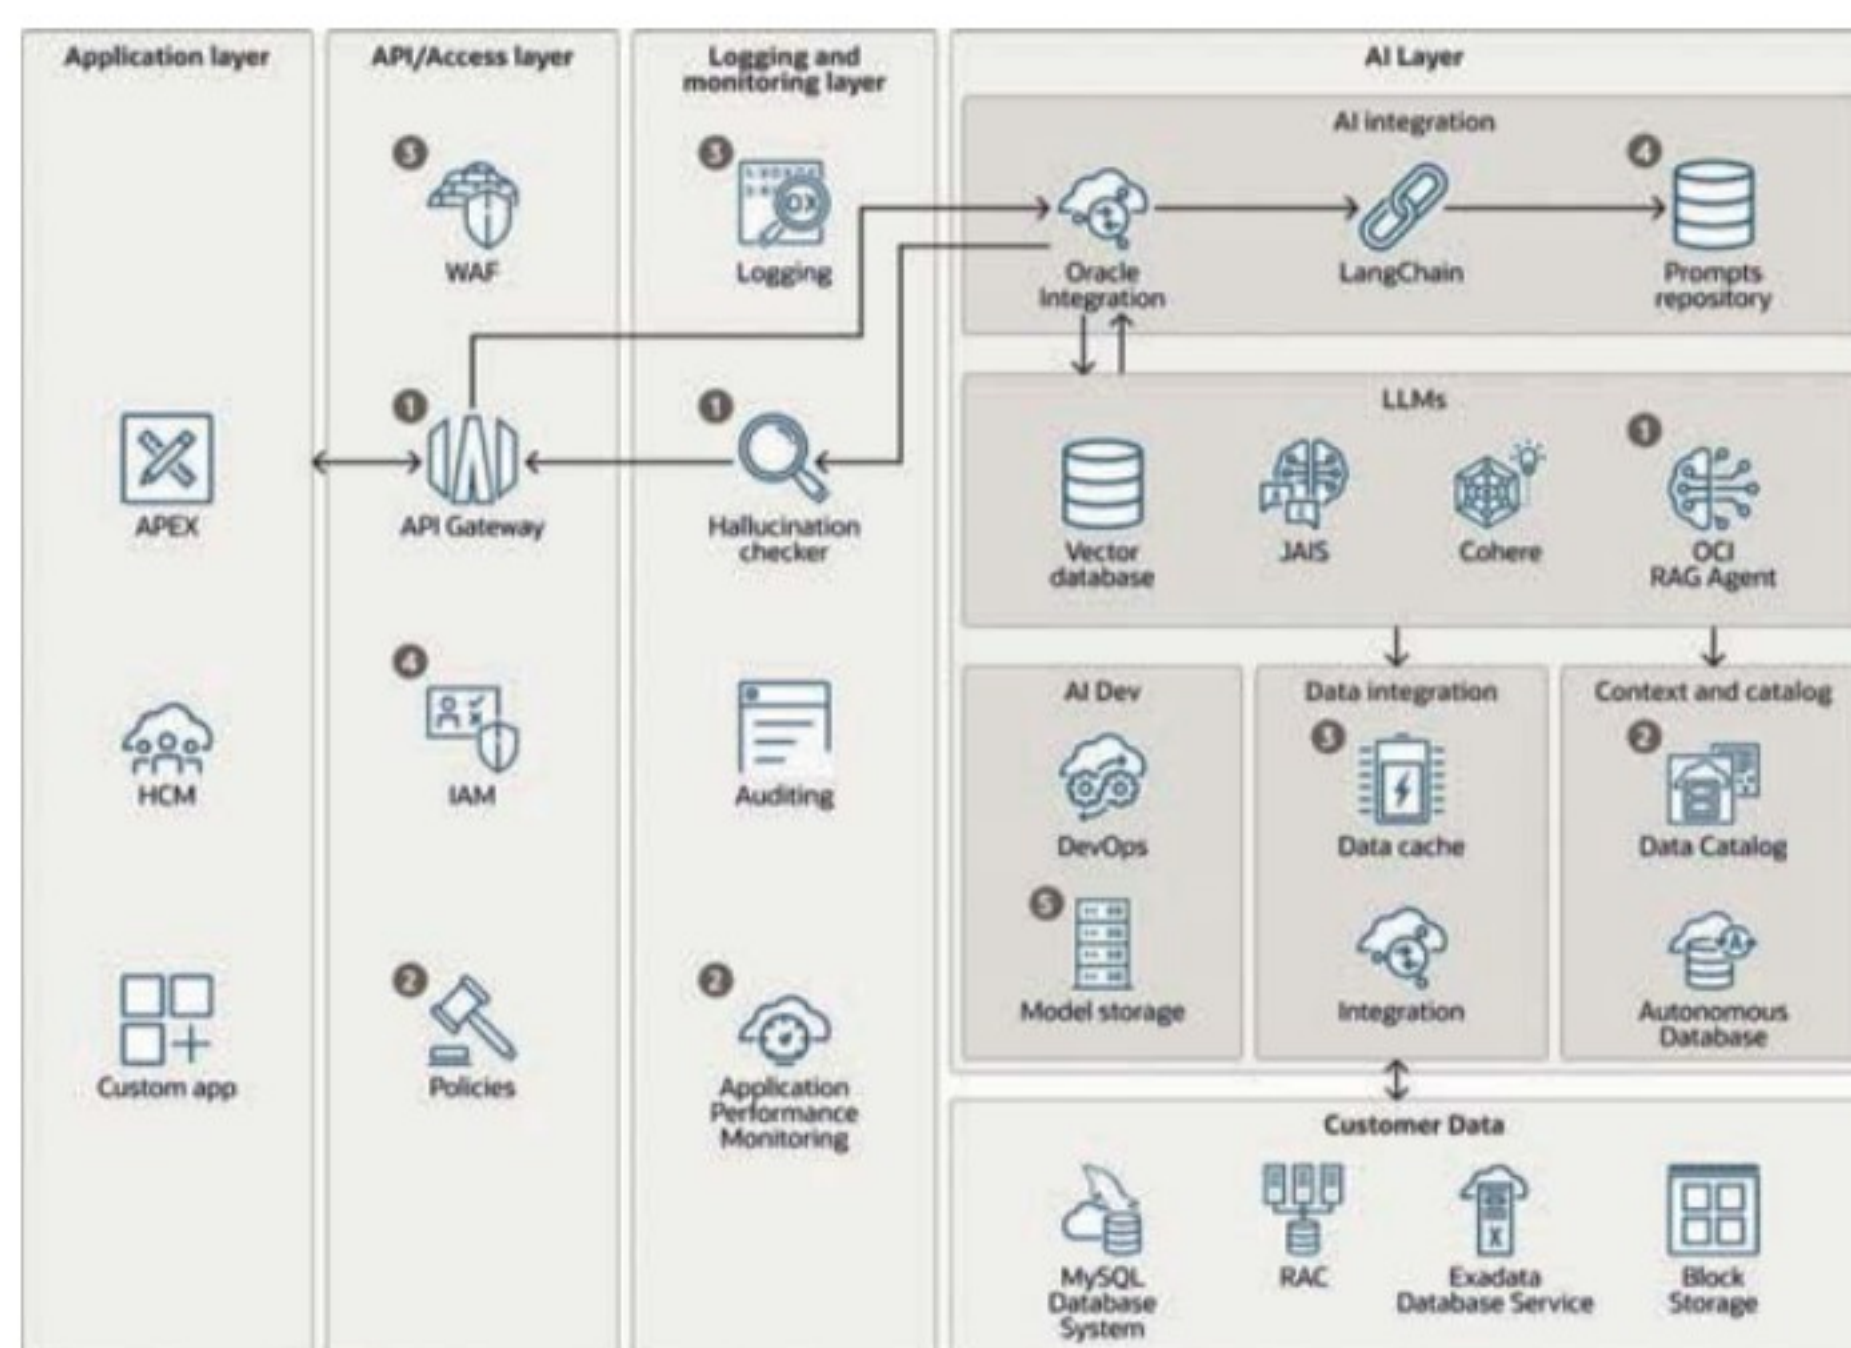 Application layer
API/Access layer
Logging and
monitoring layer
AI Layer
AI integration
3
WAF
3
Logging
Oracle
Integration
LangChain
4
Prompts
repository
LLMs
APEX
1
API Gateway
1
Hallucination
checker
Vector
database
JAIS
Cohere
1
OCI
RAG Agent
HCM
4
IAM
Auditing
AI Dev
DevOps
5
Model storage
Data integration
3
Data cache
Integration
Context and catalog
2
Data Catalog
A
Autonomous
Database
Custom app
2
Policies
2
Application
Performance
Monitoring
Customer Data
MySQL
Database
System
RAC
X
Exadata
Database Service
Block
Storage